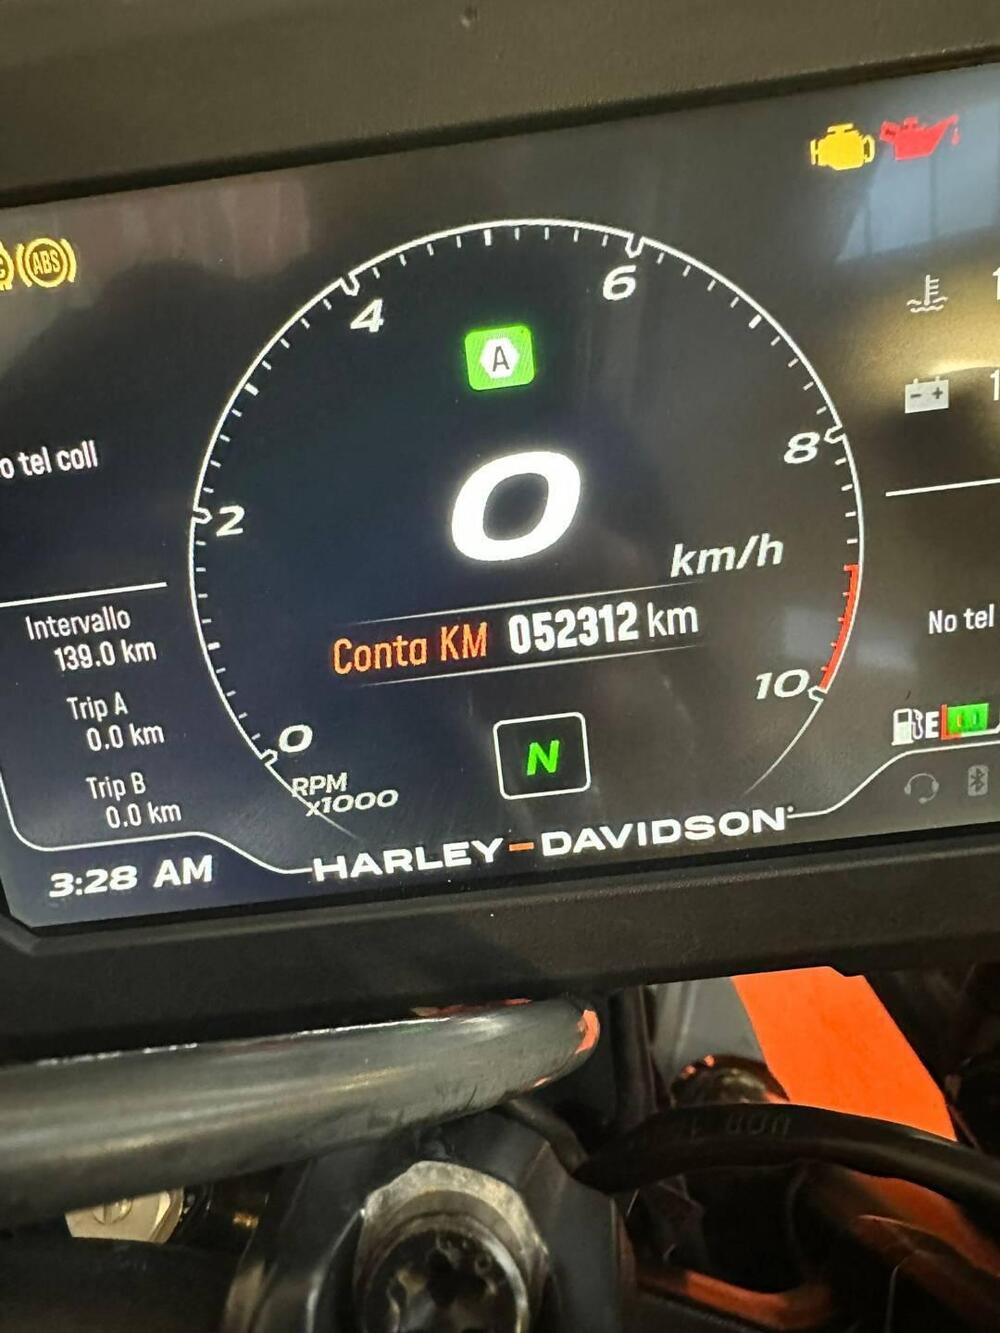 ABS
4
6
A
o tel coll
8
0
2
km/h
Intervallo
139.0 km
Conta KM 052312 km
No tel
Trip A
0.0 km
10
0
N
E
RPM
x1000
Trip B
0.0 km
HARLEY-DAVIDSON
3:28 AM